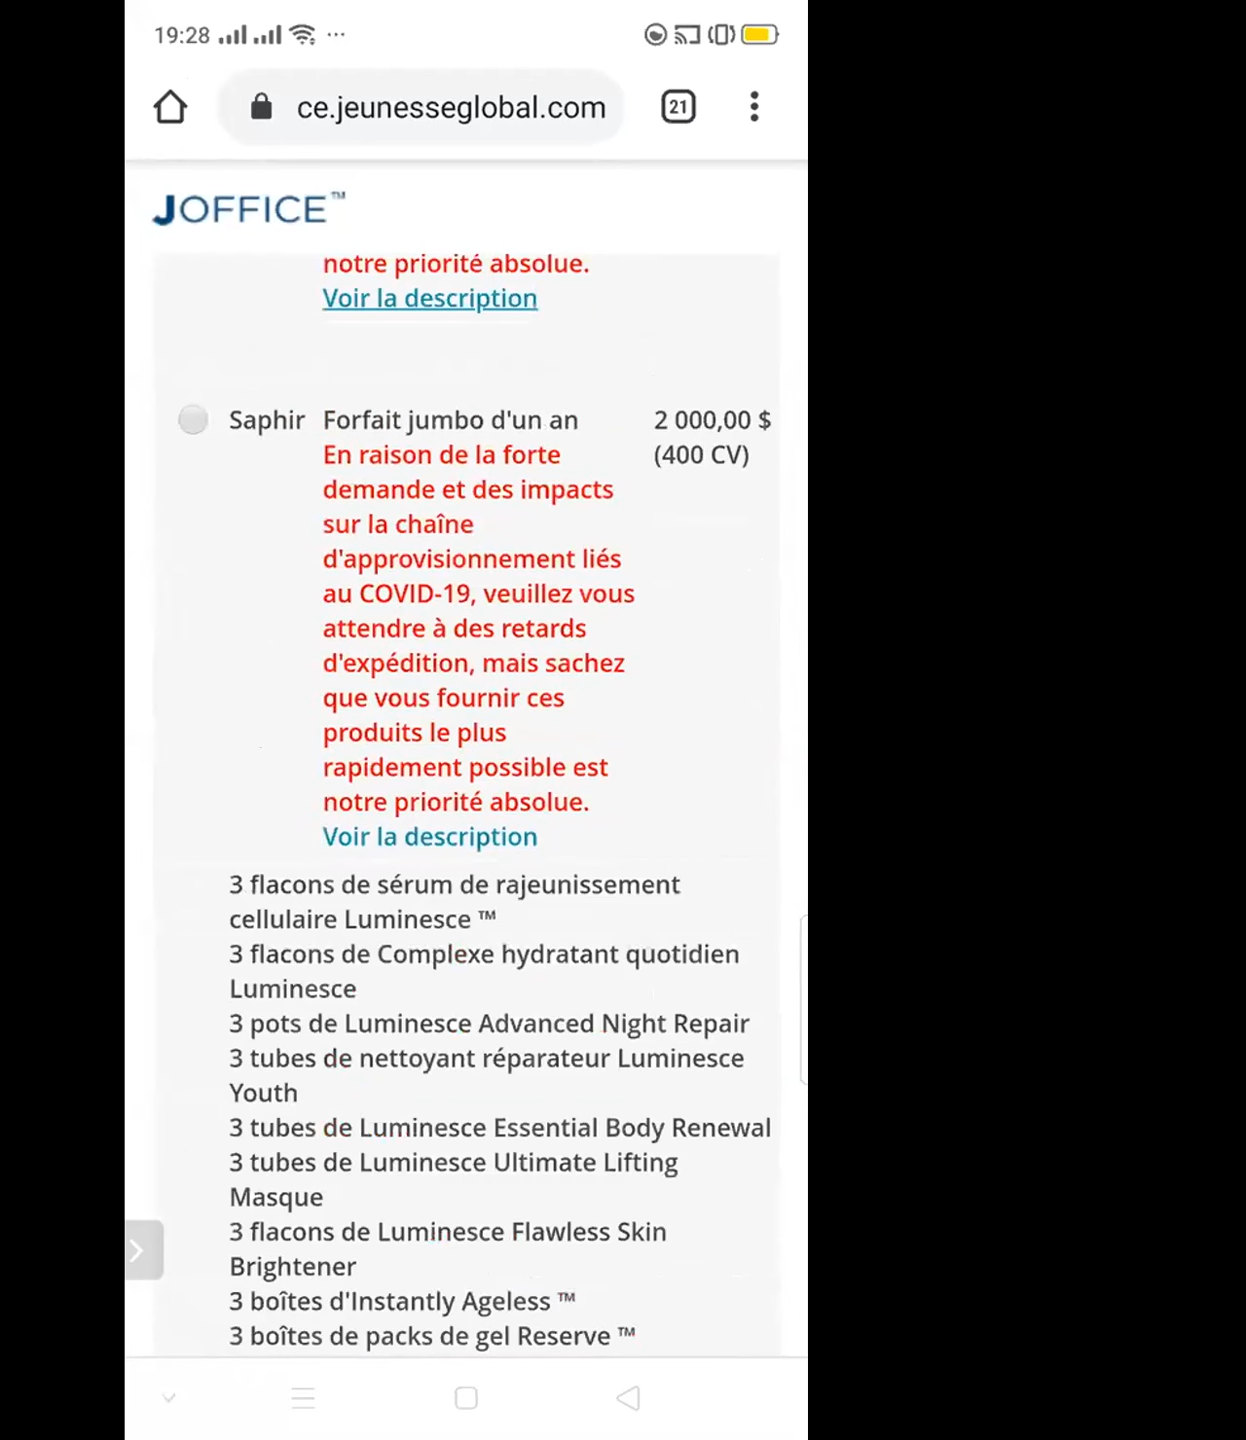 19:28
ce.jeunesseglobal.com
21
JOFFICE™
notre priorité absolue.
Voir la description
Saphir Forfait jumbo d'un an 2 000,00 $
En raison de la forte (400 CV)
demande et des impacts
sur la chaîne
d'approvisionnement liés
au COVID-19, veuillez vous
attendre à des retards
d'expédition, mais sachez
que vous fournir ces
produits le plus
rapidement possible est
notre priorité absolue.
Voir la description
3 flacons de sérum de rajeunissement
cellulaire Luminesce ™
3 flacons de Complexe hydratant quotidien
Luminesce
3 pots de Luminesce Advanced Night Repair
3 tubes de nettoyant réparateur Luminesce
Youth
3 tubes de Luminesce Essential Body Renewal
3 tubes de Luminesce Ultimate Lifting
Masque
3 flacons de Luminesce Flawless Skin
Brightener
3 boîtes d'Instantly Ageless ™
3 boîtes de packs de gel Reserve ™